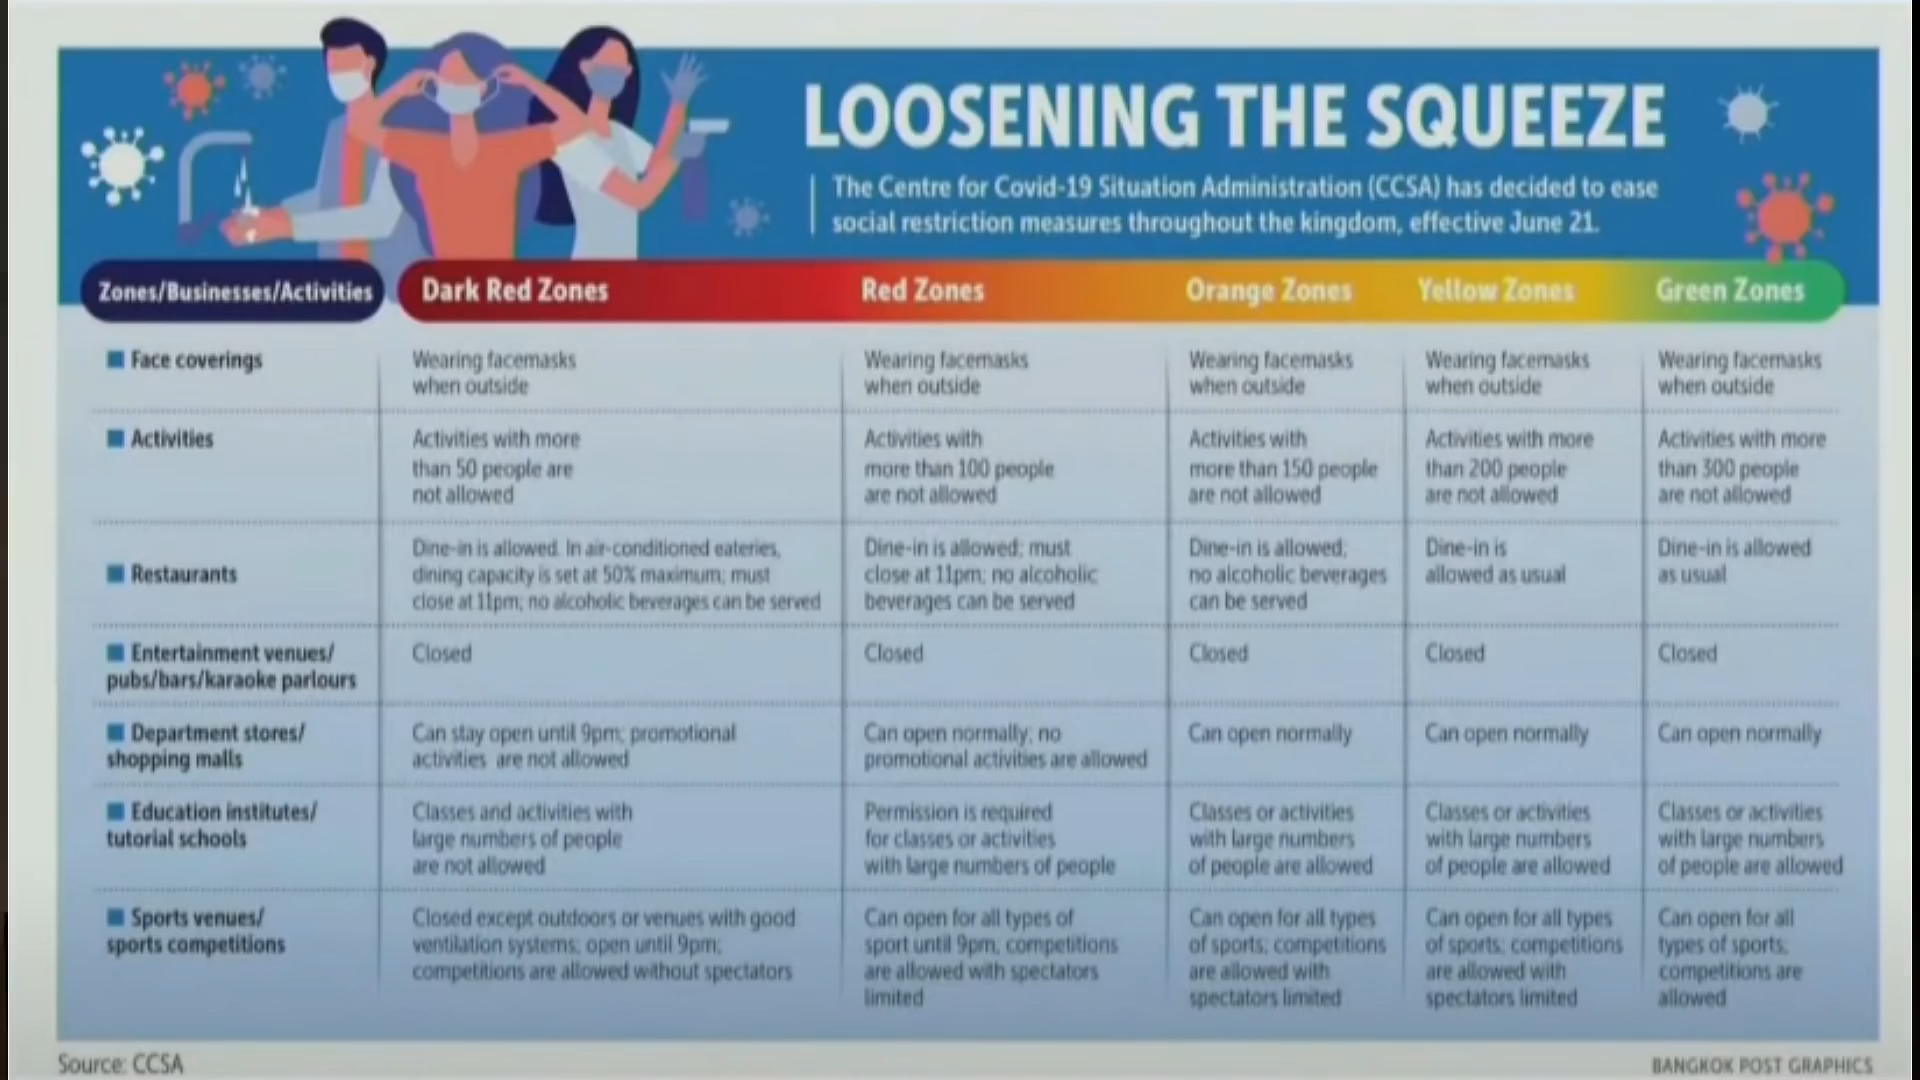 LOOSENING THE SQUEEZE
The Centre for Covid-19 Situation Administration (CCSA) has decided to ease
social restriction measures throughout the kingdom, effective June 21.
Zones/Businesses/Activities
Dark Red Zones
Red Zones
Orange Zones
Yellow Zones
Green Zones
Face coverings
Wearing facemasks
when outside
Wearing facemasks
when outside
Wearing facemasks
when outside
Wearing facemasks
when outside
Wearing facemasks
when outside
Activities
Activities with more
than 50 people are
not allowed
Activities with
more than 100 people
are not allowed
Activities with
more than 150 people
are not allowed
Activities with more
than 200 people
are not allowed
Activities with more
than 300 people
are not allowed
Restaurants
Dine-in is allowed. In air-conditioned eateries,
dining capacity is set at 50% maximum; must
close at 11pm; no alcoholic beverages can be served
Dine-in is allowed; must
close at 11pm; no alcoholic
beverages can be served
Dine-in is allowed;
no alcoholic beverages
can be served
Dine-in is
allowed as usual
Dine-in is allowed
as usual
Entertainment venues/
pubs/bars/karaoke parlours
Closed
Closed
Closed
Closed
Closed
Department stores/
shopping malls
Can stay open until 9pm; promotional
activities are not allowed
Can open normally; no
promotional activities are allowed
Can open normally
Can open normally
Can open normally
Education institutes/
tutorial schools
Classes and activities with
large numbers of people
are not allowed
Permission is required
for classes or activities
with large numbers of people
Classes or activities
with large numbers
of people are allowed
Classes or activities
with large numbers
of people are allowed
Classes or activities
with large numbers
of people are allowed
Sports venues/
sports competitions
Closed except outdoors or venues with good
ventilation systems; open until 9pm;
competitions are allowed without spectators
Can open for all types of
sport until 9pm, competitions
are allowed with spectators
limited
Can open for all types
of sports; competitions
are allowed with
spectators limited
Can open for all types
of sports; competitions
are allowed with
spectators limited
Can open for all
types of sports;
competitions are
allowed
Source: CCSA
BANGKOK POST GRAPHICS